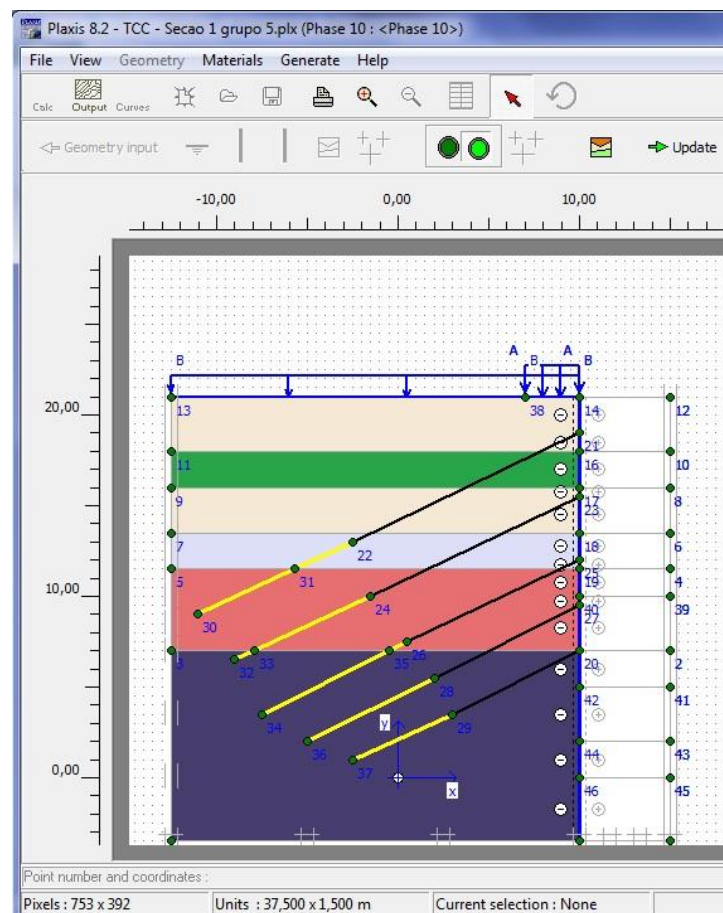 Plaxis 8.2 - TCC - Secao 1 grupo 5.plx (Phase 10 : <Phase 10>)
File View Geometry Materials Generate Help
Calc Output Curves
Geometry input Update
-10,00 0,00 10,00
A A
B B B
20,00
13 38 14 12
21
11 16 10
9 17 8
23
7 22 18 6
10,00
31 25
5 24 19 4
30 40 39
27
3 33 35 26 20 2
32
28 42 41
34 29
y
36 44 43
0,00
37 x 46 45
Point number and coordinates :
Pixels : 753 x 392 Units : 37,500 x 1,500 m Current selection : None